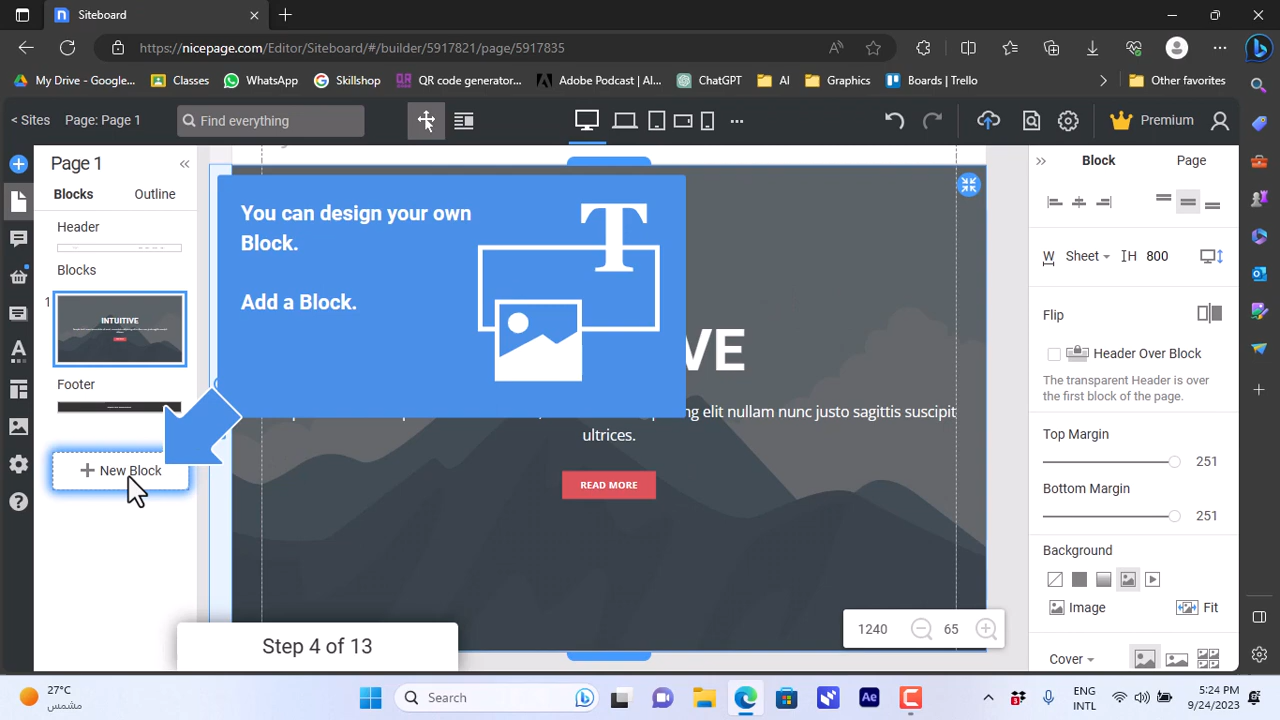 Siteboard
https://nicepage.com/Editor/Siteboard/#/builder/5917821/page/5917835
My Drive - Google...
Classes
WhatsApp
Skillshop
QR code generator...
Adobe Podcast | Al...
ChatGPT
AI
Graphics
Boards | Trello
Other favorites
< Sites
Page: Page 1
Find everything
Premium
Page 1
Blocks
Outline
Header
Blocks
1
INTUITIVE
Footer
New Block
You can design your own
Block.
Add a Block.
T
VE
ng elit nullam nunc justo sagittis suscipit
ultrices.
READ MORE
1240
65
Step 4 of 13
Block
Page
W
Sheet
H
800
Flip
Header Over Block
The transparent Header is over
the first block of the page.
Top Margin
251
Bottom Margin
251
Background
Image
Fit
Cover
27°C
مشمس
Search
Ae
ENG
INTL
5:24 PM
9/24/2023